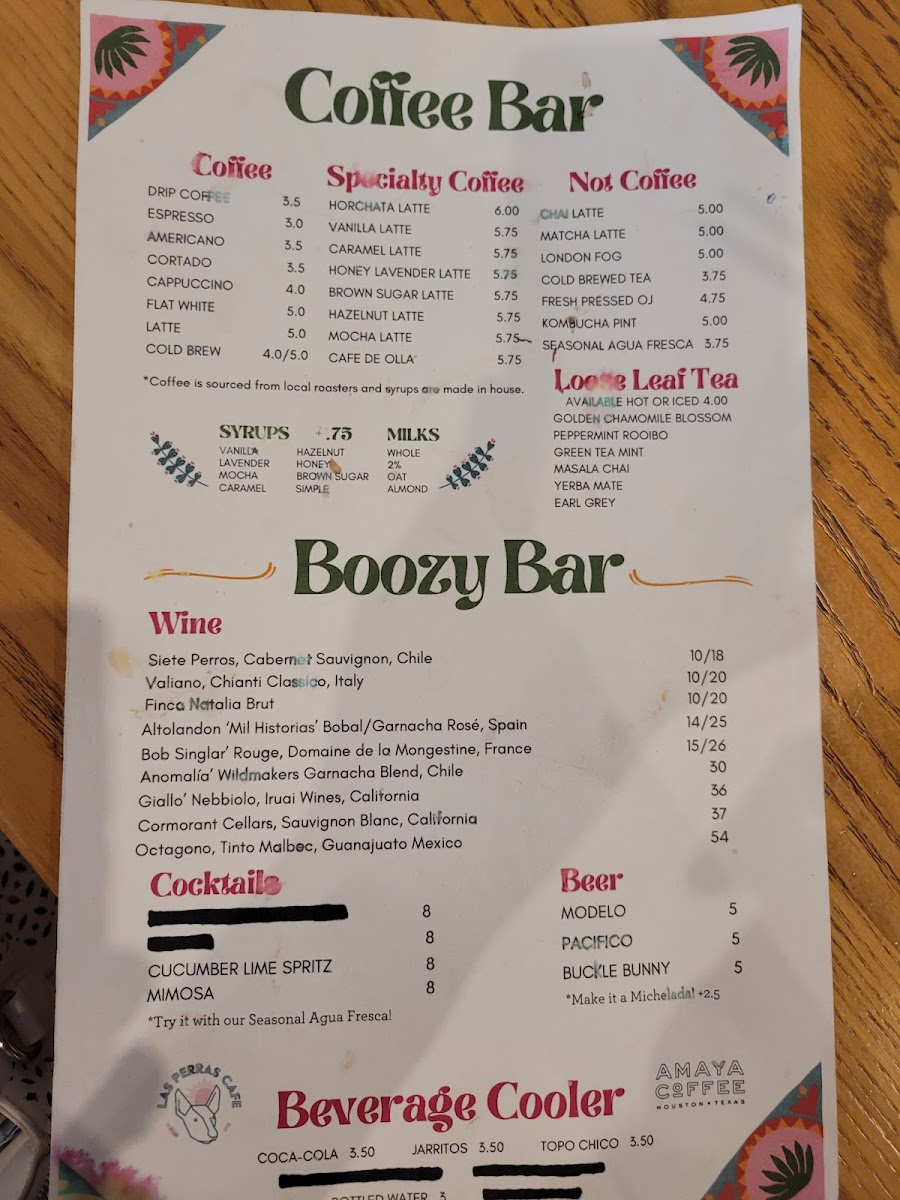 Coffee Bar
Coffee
DRIP COFFEE 3.5
ESPRESSO 3.0
AMERICANO 3.5
CORTADO 3.5
CAPPUCCINO 4.0
FLAT WHITE 5.0
LATTE 5.0
COLD BREW 4.0/5.0
Specialty Coffee
HORCHATA LATTE 6.00
VANILLA LATTE 5.75
CARAMEL LATTE 5.75
HONEY LAVENDER LATTE 5.75
BROWN SUGAR LATTE 5.75
HAZELNUT LATTE 5.75
MOCHA LATTE 5.75
CAFE DE OLLA 5.75
*Coffee is sourced from local roasters and syrups are made in house.
Not Coffee
CHAI LATTE 5.00
MATCHA LATTE 5.00
LONDON FOG 5.00
COLD BREWED TEA 3.75
FRESH PRESSED OJ 4.75
KOMBUCHA PINT 5.00
SEASONAL AGUA FRESCA 3.75
Loose Leaf Tea
AVAILABLE HOT OR ICED 4.00
GOLDEN CHAMOMILE BLOSSOM
PEPPERMINT ROOIBO
GREEN TEA MINT
MASALA CHAI
YERBA MATE
EARL GREY
SYRUPS +.75
VANILLA HAZELNUT
LAVENDER HONEY
MOCHA BROWN SUGAR
CARAMEL SIMPLE
MILKS
WHOLE
2%
OAT
ALMOND
Boozy Bar
Wine
Siete Perros, Cabernet Sauvignon, Chile 10/18
Valiano, Chianti Classico, Italy 10/20
Finca Natalia Brut 10/20
Altolandon 'Mil Historias' Bobal/Garnacha Rosé, Spain 14/25
Bob Singlar' Rouge, Domaine de la Mongestine, France 15/26
Anomalía' Wildmakers Garnacha Blend, Chile 30
Giallo' Nebbiolo, Iruai Wines, California 36
Cormorant Cellars, Sauvignon Blanc, California 37
Octagono, Tinto Malbec, Guanajuato Mexico 54
Cocktails
8
8
CUCUMBER LIME SPRITZ 8
MIMOSA 8
*Try it with our Seasonal Agua Fresca!
Beer
MODELO 5
PACIFICO 5
BUCKLE BUNNY 5
*Make it a Michelada! +2.5
LAS PERRAS CAFE
AMAYA
COFFEE
HOUSTON • TEXAS
Beverage Cooler
COCA-COLA 3.50 JARRITOS 3.50 TOPO CHICO 3.50
BOTTLED WATER 3